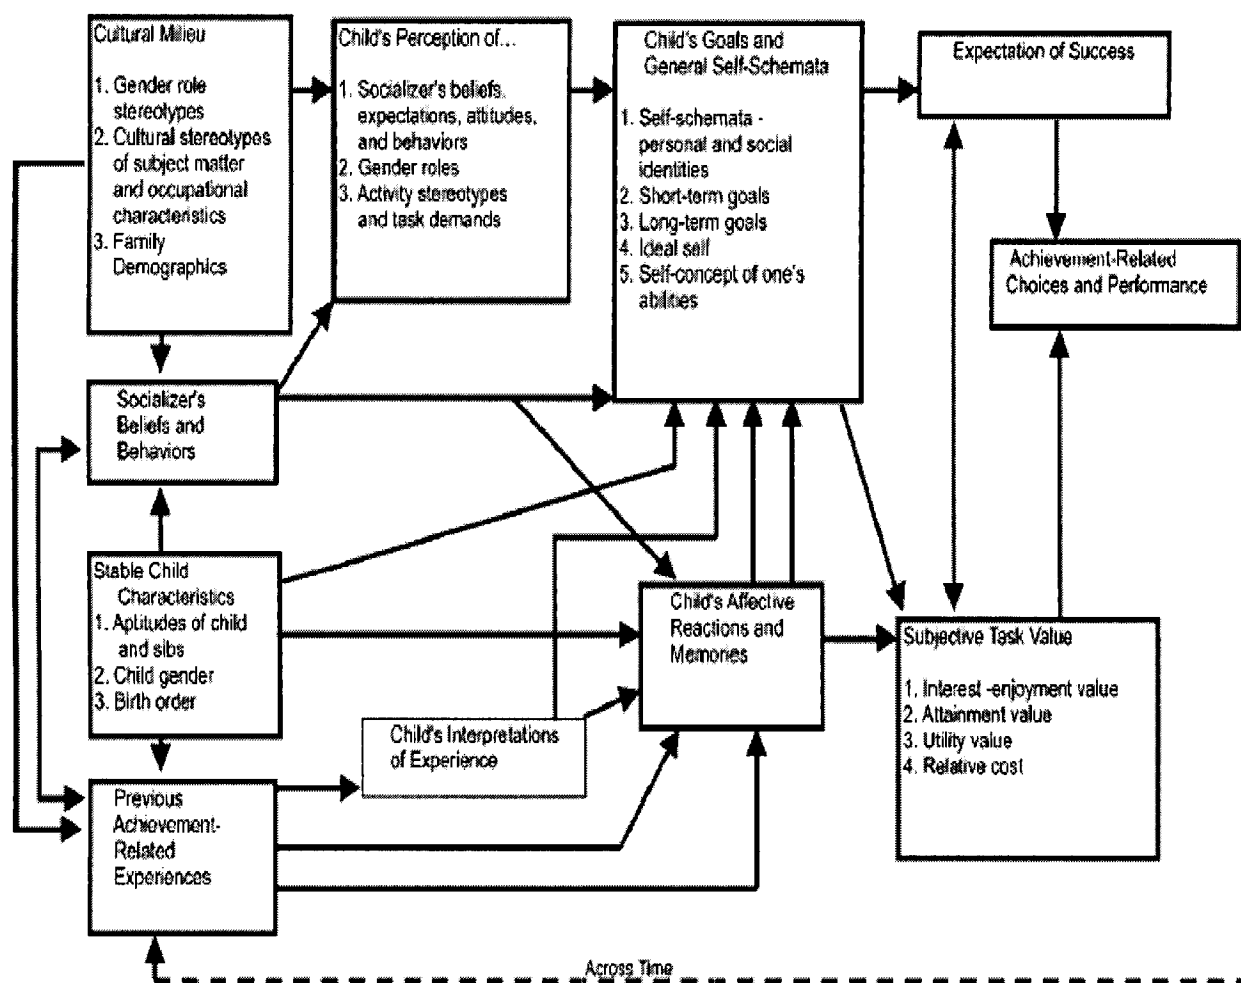 Cultural Milieu
1. Gender role
stereotypes
2. Cultural stereotypes
of subject matter
and occupational
characteristics
3. Family
Demographics
Child's Perception of...
1. Socializer's beliefs,
expectations, attitudes,
and behaviors
2. Gender roles
3. Activity stereotypes
and task demands
Child's Goals and
General Self-Schemata
1. Self-schemata -
personal and social
identities
2. Short-term goals
3. Long-term goals
4. Ideal self
5. Self-concept of one's
abilities
Expectation of Success
Achievement-Related
Choices and Performance
Socializer's
Beliefs and
Behaviors
Stable Child
Characteristics
1. Aptitudes of child
and sibs
2. Child gender
3. Birth order
Child's Affective
Reactions and
Memories
Subjective Task Value
1. Interest -enjoyment value
2. Attainment value
3. Utility value
4. Relative cost
Child's Interpretations
of Experience
Previous
Achievement-
Related
Experiences
Across Time